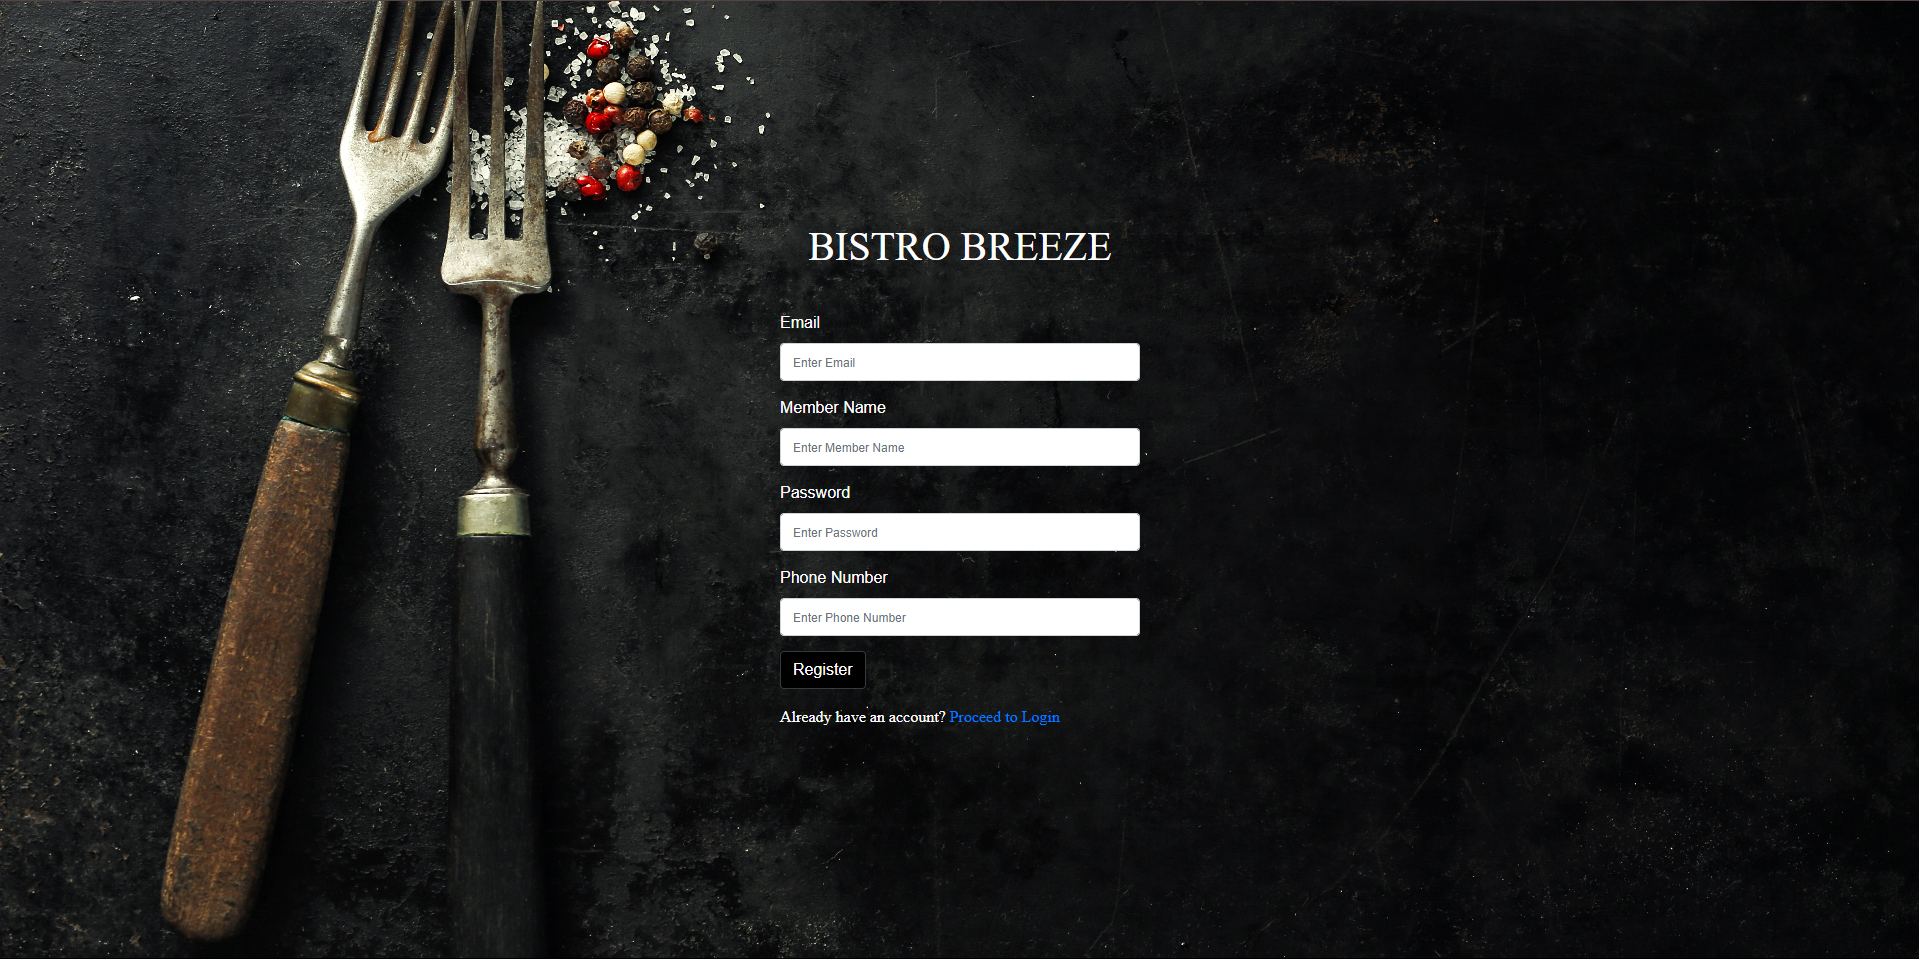 BISTRO BREEZE
Email
Enter Email
Member Name
Enter Member Name
Password
Enter Password
Phone Number
Enter Phone Number
Register
Already have an account? Proceed to Login